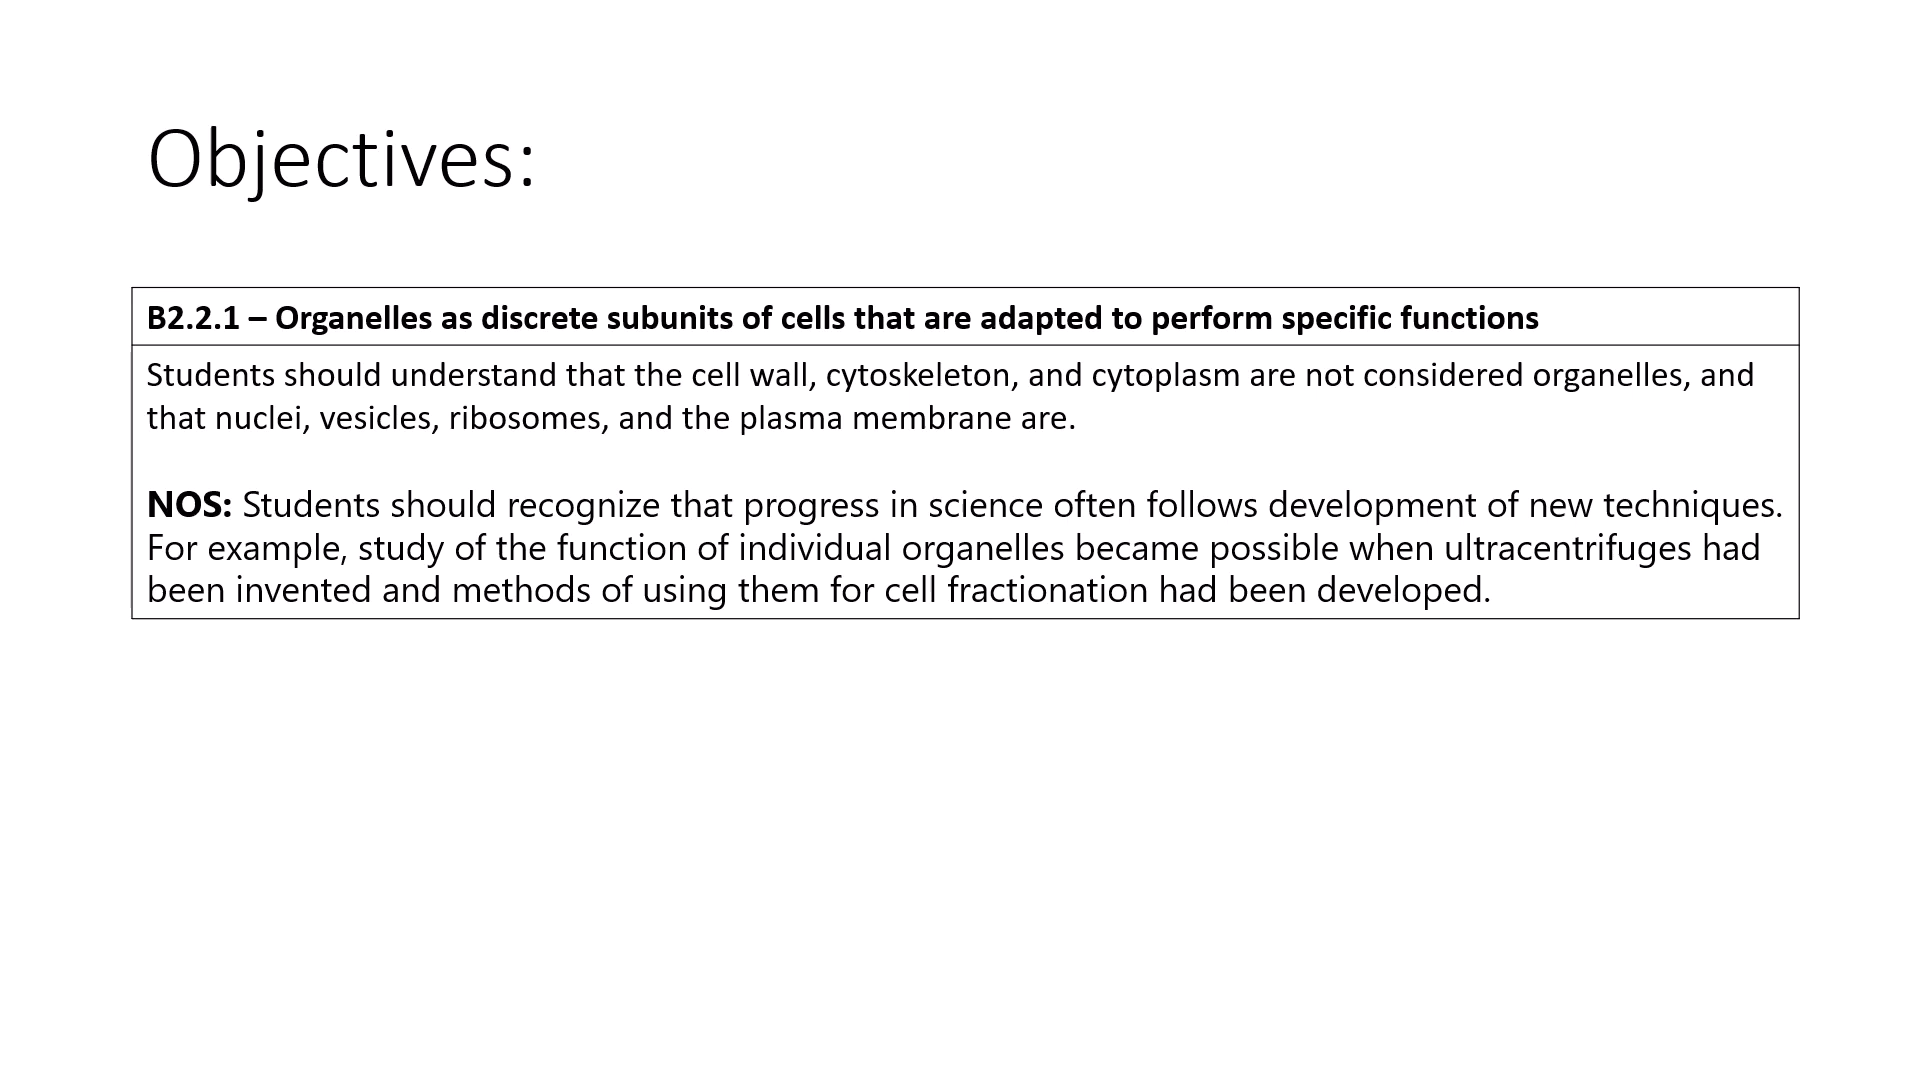 Objectives:
B2.2.1 – Organelles as discrete subunits of cells that are adapted to perform specific functions
Students should understand that the cell wall, cytoskeleton, and cytoplasm are not considered organelles, and
that nuclei, vesicles, ribosomes, and the plasma membrane are.
NOS: Students should recognize that progress in science often follows development of new techniques.
For example, study of the function of individual organelles became possible when ultracentrifuges had
been invented and methods of using them for cell fractionation had been developed.